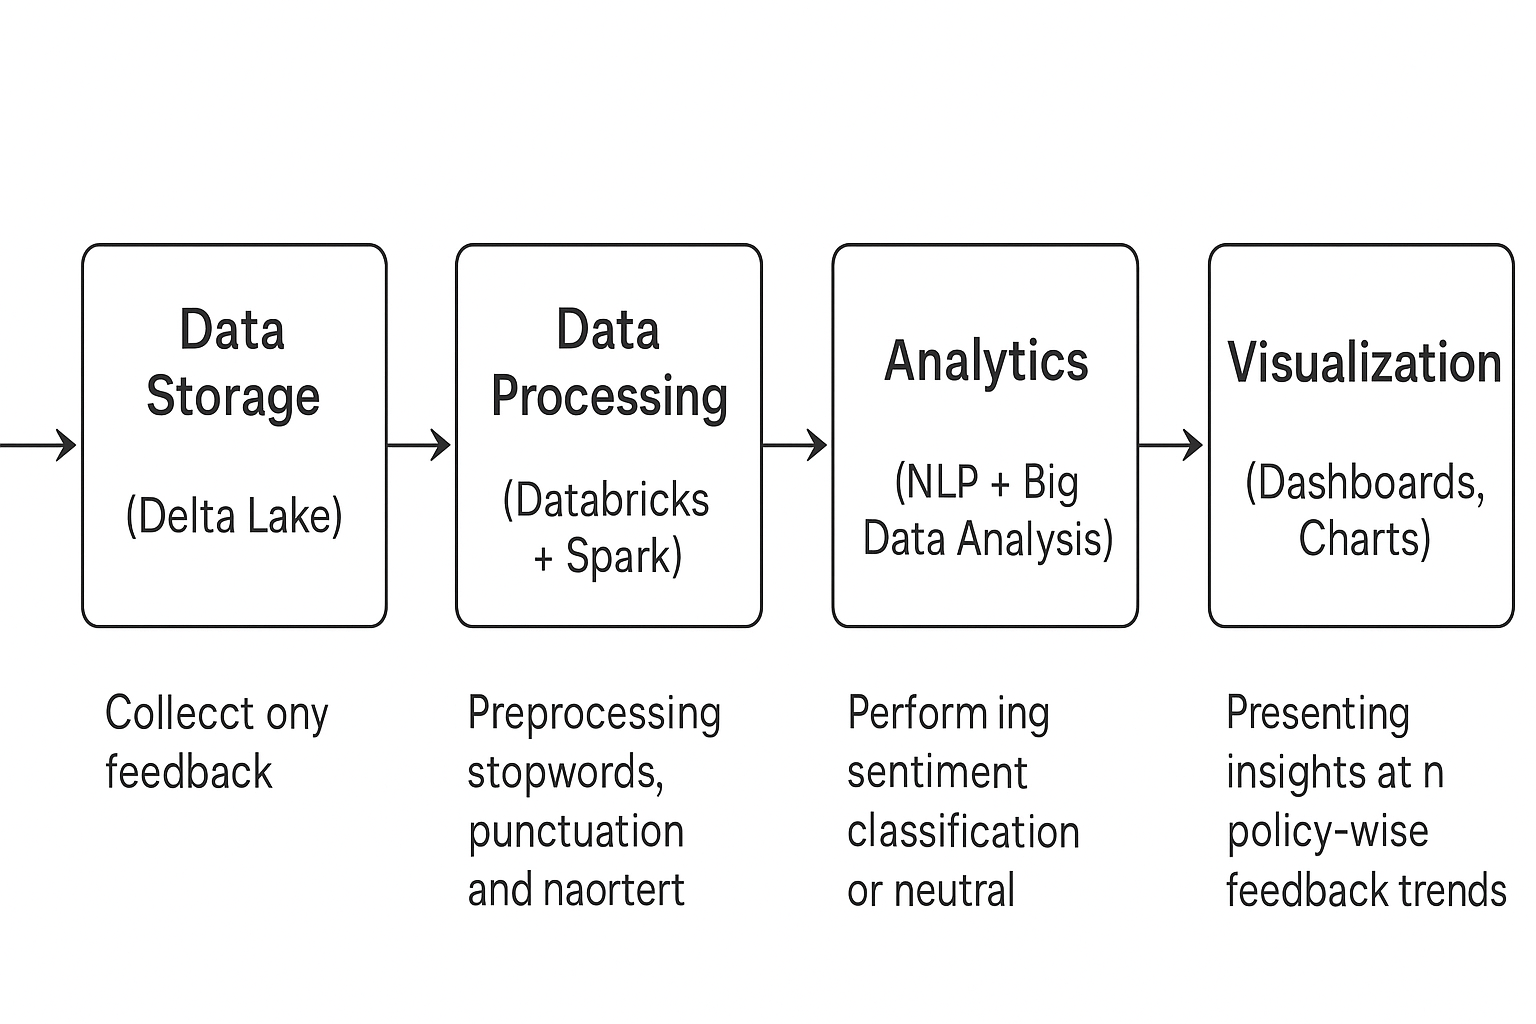 Data
Storage
(Delta Lake)
Data
Processing
(Databricks
+ Spark)
Analytics
(NLP + Big
Data Analysis)
Visualization
(Dashboards,
Charts)
Collecct ony
feedback
Preprocessing
stopwords,
punctuation
and naortert
Perform ing
sentiment
classification
or neutral
Presenting
insights at n
policy-wise
feedback trends